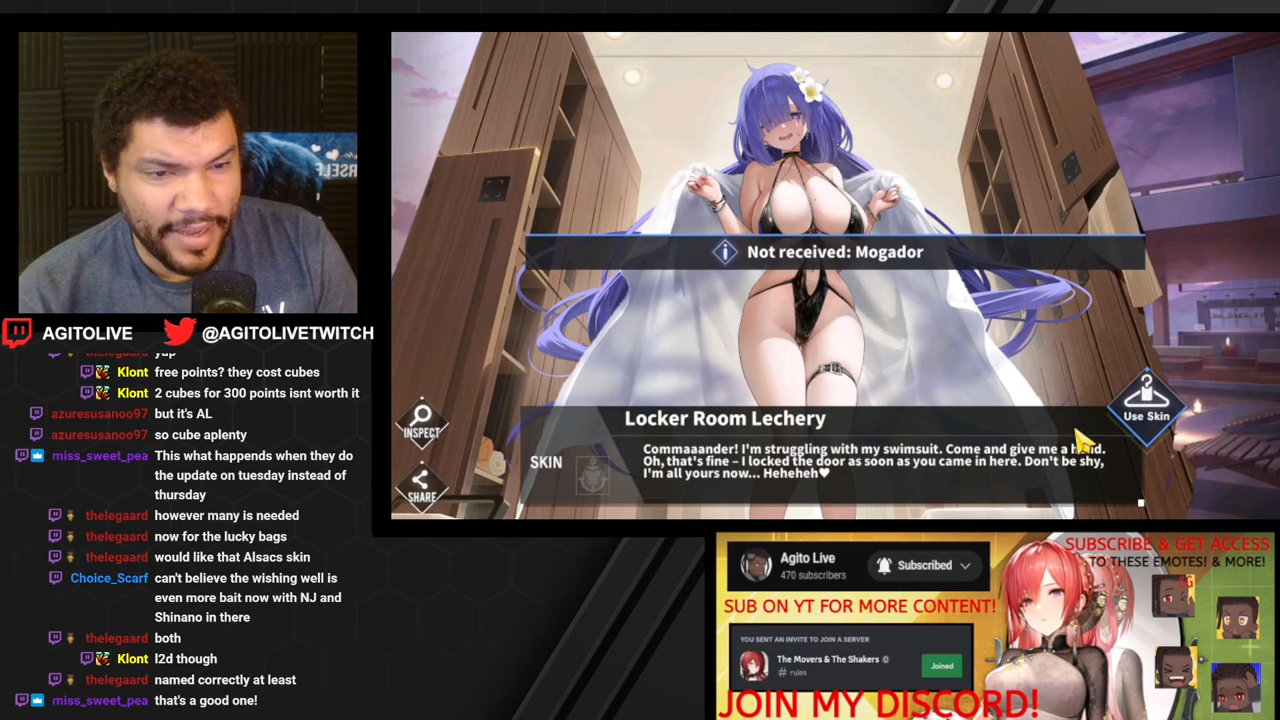 AGITOLIVE
@AGITOLIVETWITCH
thelegaard yup
Klont free points? they cost cubes
Klont 2 cubes for 300 points isnt worth it
azuresusanoo97 but it's AL
azuresusanoo97 so cube aplenty
miss_sweet_pea This what happens when they do
the update on tuesday instead of
thursday
thelegaard however many is needed
thelegaard now for the lucky bags
thelegaard would like that Alsacs skin
Choice_Scarf can't believe the wishing well is
even more bait now with NJ and
Shinano in there
thelegaard both
Klont l2d though
thelegaard named correctly at least
miss_sweet_pea that's a good one!
Not received: Mogador
INSPECT
SHARE
Use Skin
Locker Room Lechery
SKIN
Commaaander! I'm struggling with my swimsuit. Come and give me a hand.
Oh, that's fine – I locked the door as soon as you came in here. Don't be shy,
I'm all yours now... Heheheh♥
Agito Live
470 subscribers
Subscribed
SUB ON YT FOR MORE CONTENT!
YOU SENT AN INVITE TO JOIN A SERVER
The Movers & The Shakers
# rules
Joined
JOIN MY DISCORD!
SUBSCRIBE & GET ACCESS
TO THESE EMOTES! & MORE!